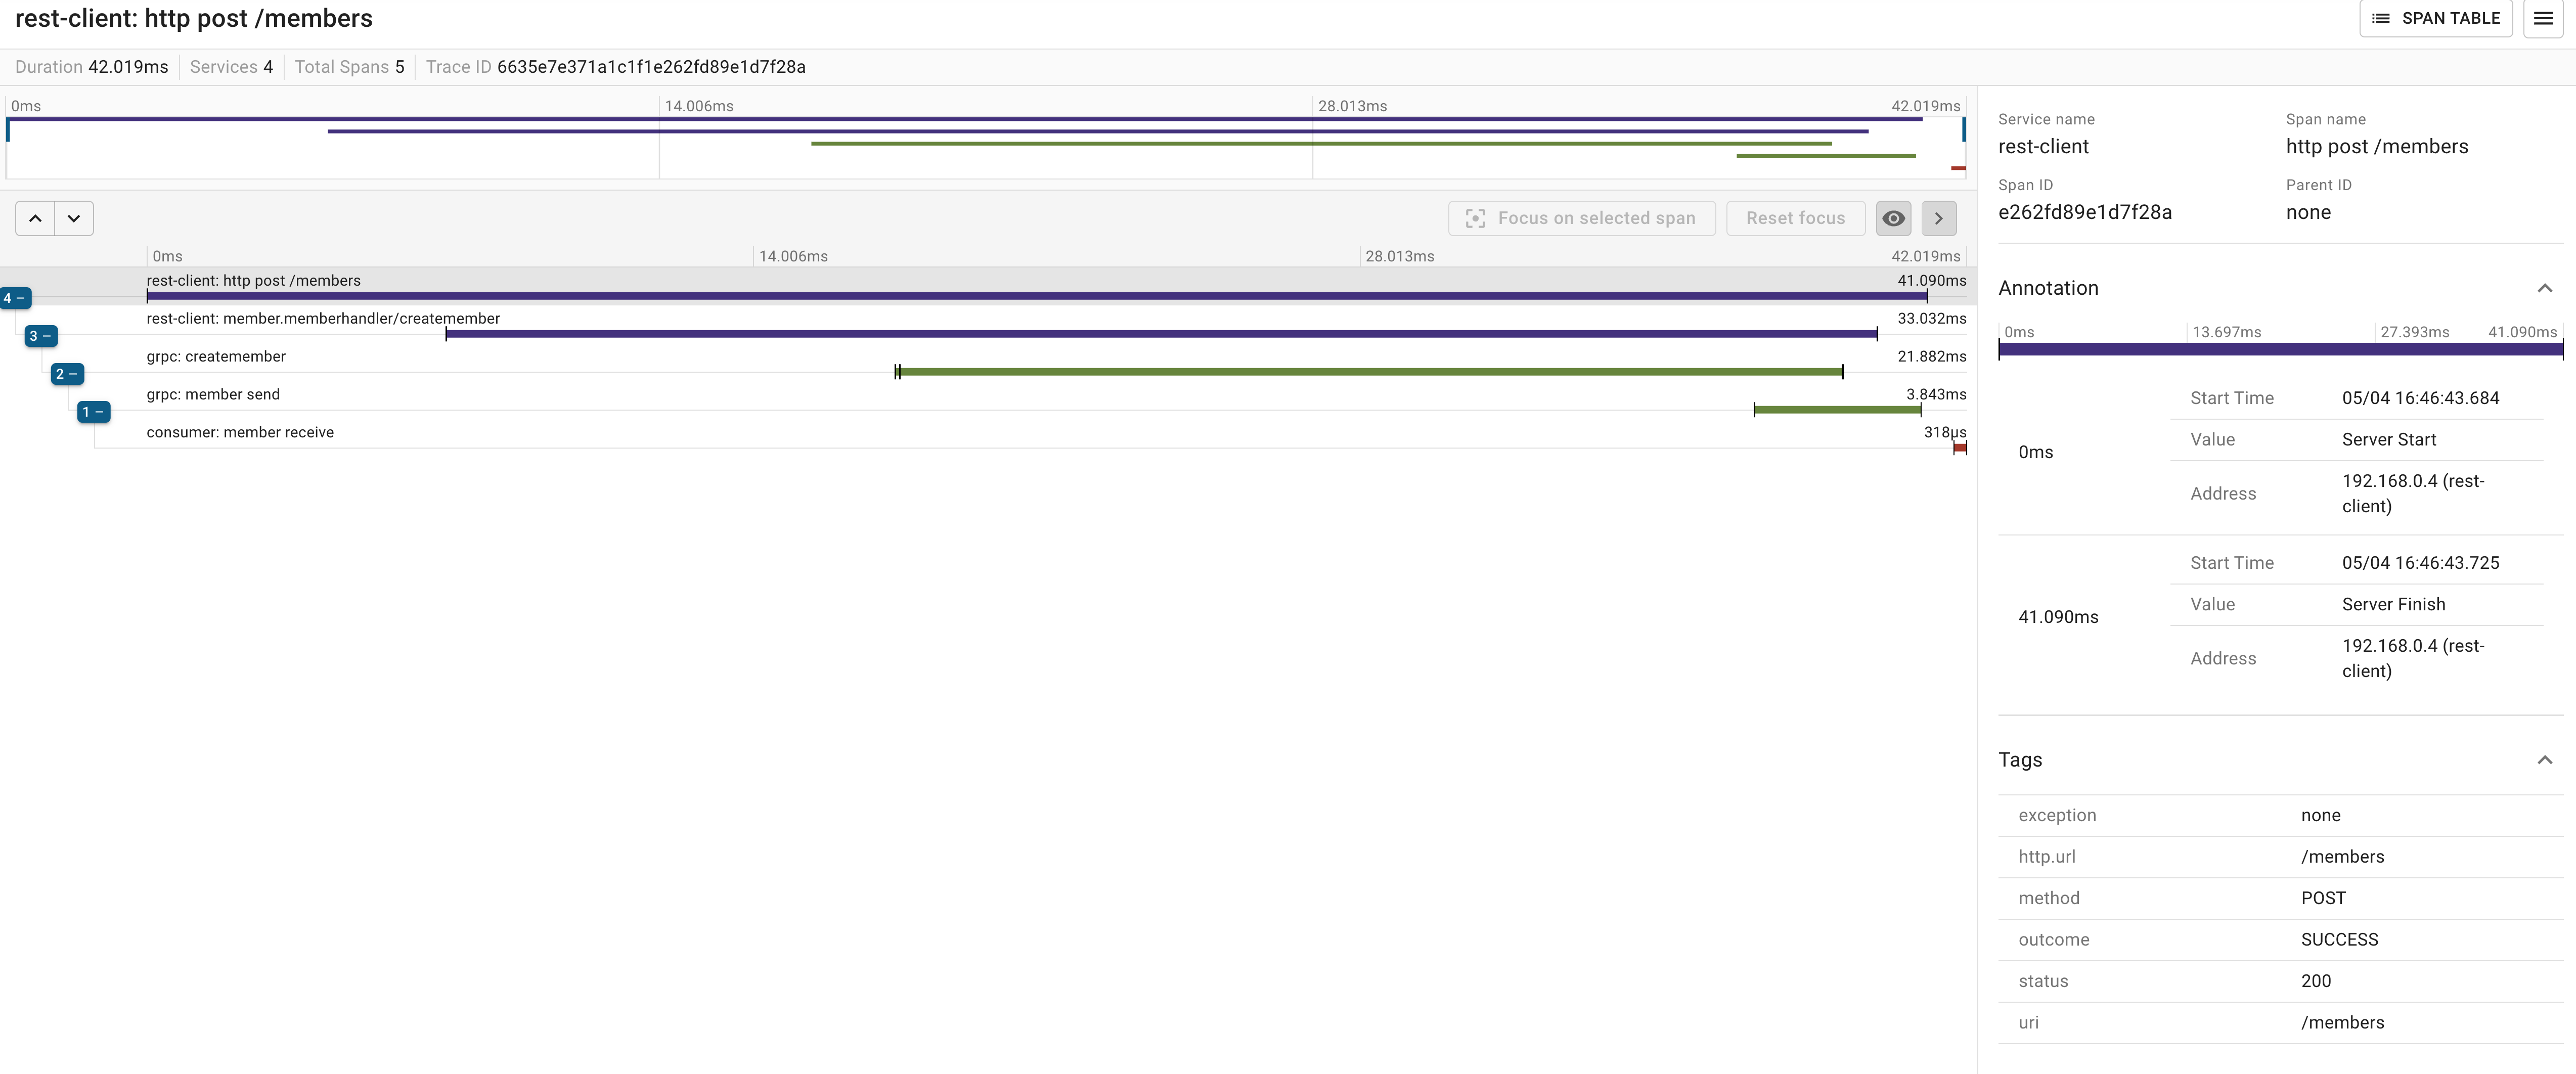 rest-client: http post /members
SPAN TABLE
Duration 42.019ms Services 4 Total Spans 5 Trace ID 6635e7e371a1c1f1e262fd89e1d7f28a
0ms 14.006ms 28.013ms 42.019ms
Focus on selected span Reset focus
0ms 14.006ms 28.013ms 42.019ms
rest-client: http post /members 41.090ms
4 –
rest-client: member.memberhandler/createmember 33.032ms
3 –
grpc: createmember 21.882ms
2 –
grpc: member send 3.843ms
1 –
consumer: member receive 318μs
Service name Span name
rest-client http post /members
Span ID Parent ID
e262fd89e1d7f28a none
Annotation
0ms 13.697ms 27.393ms 41.090ms
Start Time 05/04 16:46:43.684
Value Server Start
0ms
Address 192.168.0.4 (rest-
client)
Start Time 05/04 16:46:43.725
Value Server Finish
41.090ms
Address 192.168.0.4 (rest-
client)
Tags
exception none
http.url /members
method POST
outcome SUCCESS
status 200
uri /members